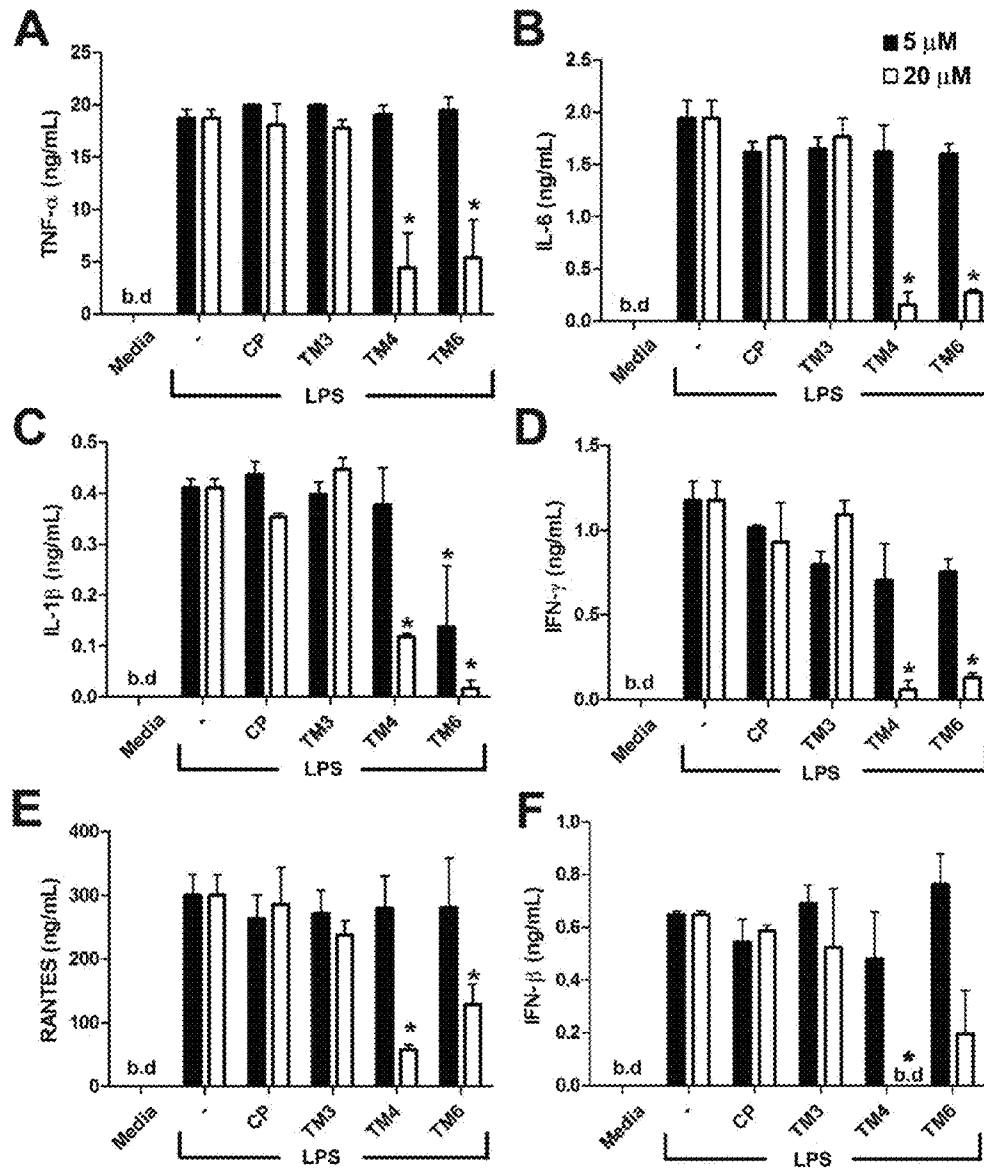 A
TNF-α (ng/mL)
25
20
15
10
5
0
b.d
*
*
Media
-
CP
TM3
TM4
TM6
LPS
B
5 μM
20 μM
IL-6 (ng/mL)
2.5
2.0
1.5
1.0
0.5
0.0
b.d
*
*
Media
-
CP
TM3
TM4
TM6
LPS
C
IL-1β (ng/mL)
0.5
0.4
0.3
0.2
0.1
0.0
b.d
*
*
*
Media
-
CP
TM3
TM4
TM6
LPS
D
IFN-γ (ng/mL)
1.5
1.0
0.5
0.0
b.d
*
*
Media
-
CP
TM3
TM4
TM6
LPS
E
RANTES (ng/mL)
400
300
200
100
0
b.d
*
*
Media
-
CP
TM3
TM4
TM6
LPS
F
IFN-β (ng/mL)
1.0
0.8
0.6
0.4
0.2
0.0
b.d
*
b.d
Media
-
CP
TM3
TM4
TM6
LPS